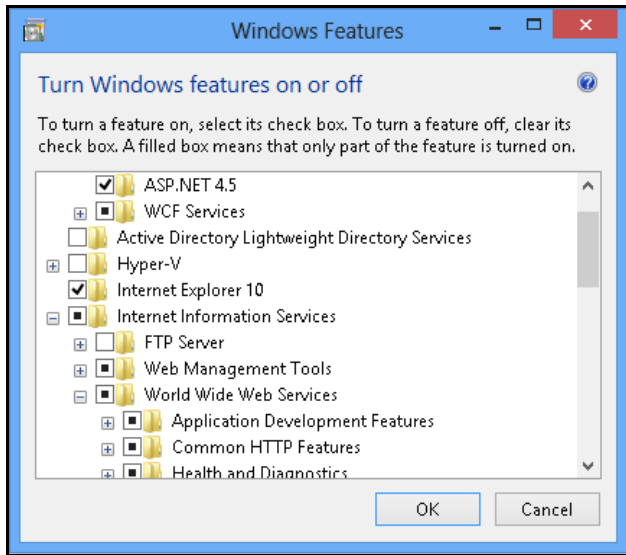 Windows Features
Turn Windows features on or off
To turn a feature on, select its check box. To turn a feature off, clear its
check box. A filled box means that only part of the feature is turned on.
ASP.NET 4.5
WCF Services
Active Directory Lightweight Directory Services
Hyper-V
Internet Explorer 10
Internet Information Services
FTP Server
Web Management Tools
World Wide Web Services
Application Development Features
Common HTTP Features
Health and Diagnostics
OK Cancel